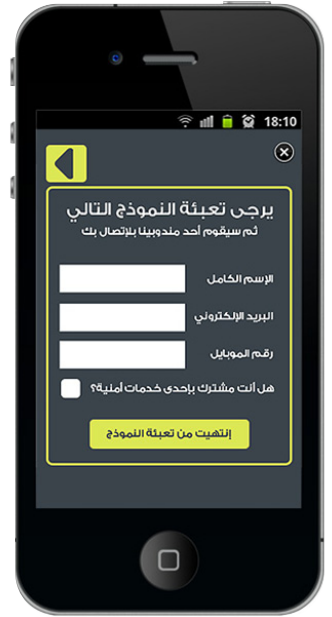 18:10
يرجى تعبئة النموذج التالي
ثم سيقوم أحد مندوبينا بلإتصال بك
الإسم الكامل
البريد الإلكتروني
رقم الموبايل
هل أنت مشترك بإحدى خدمات أمنية؟
إنتهيت من تعبئة النموذج